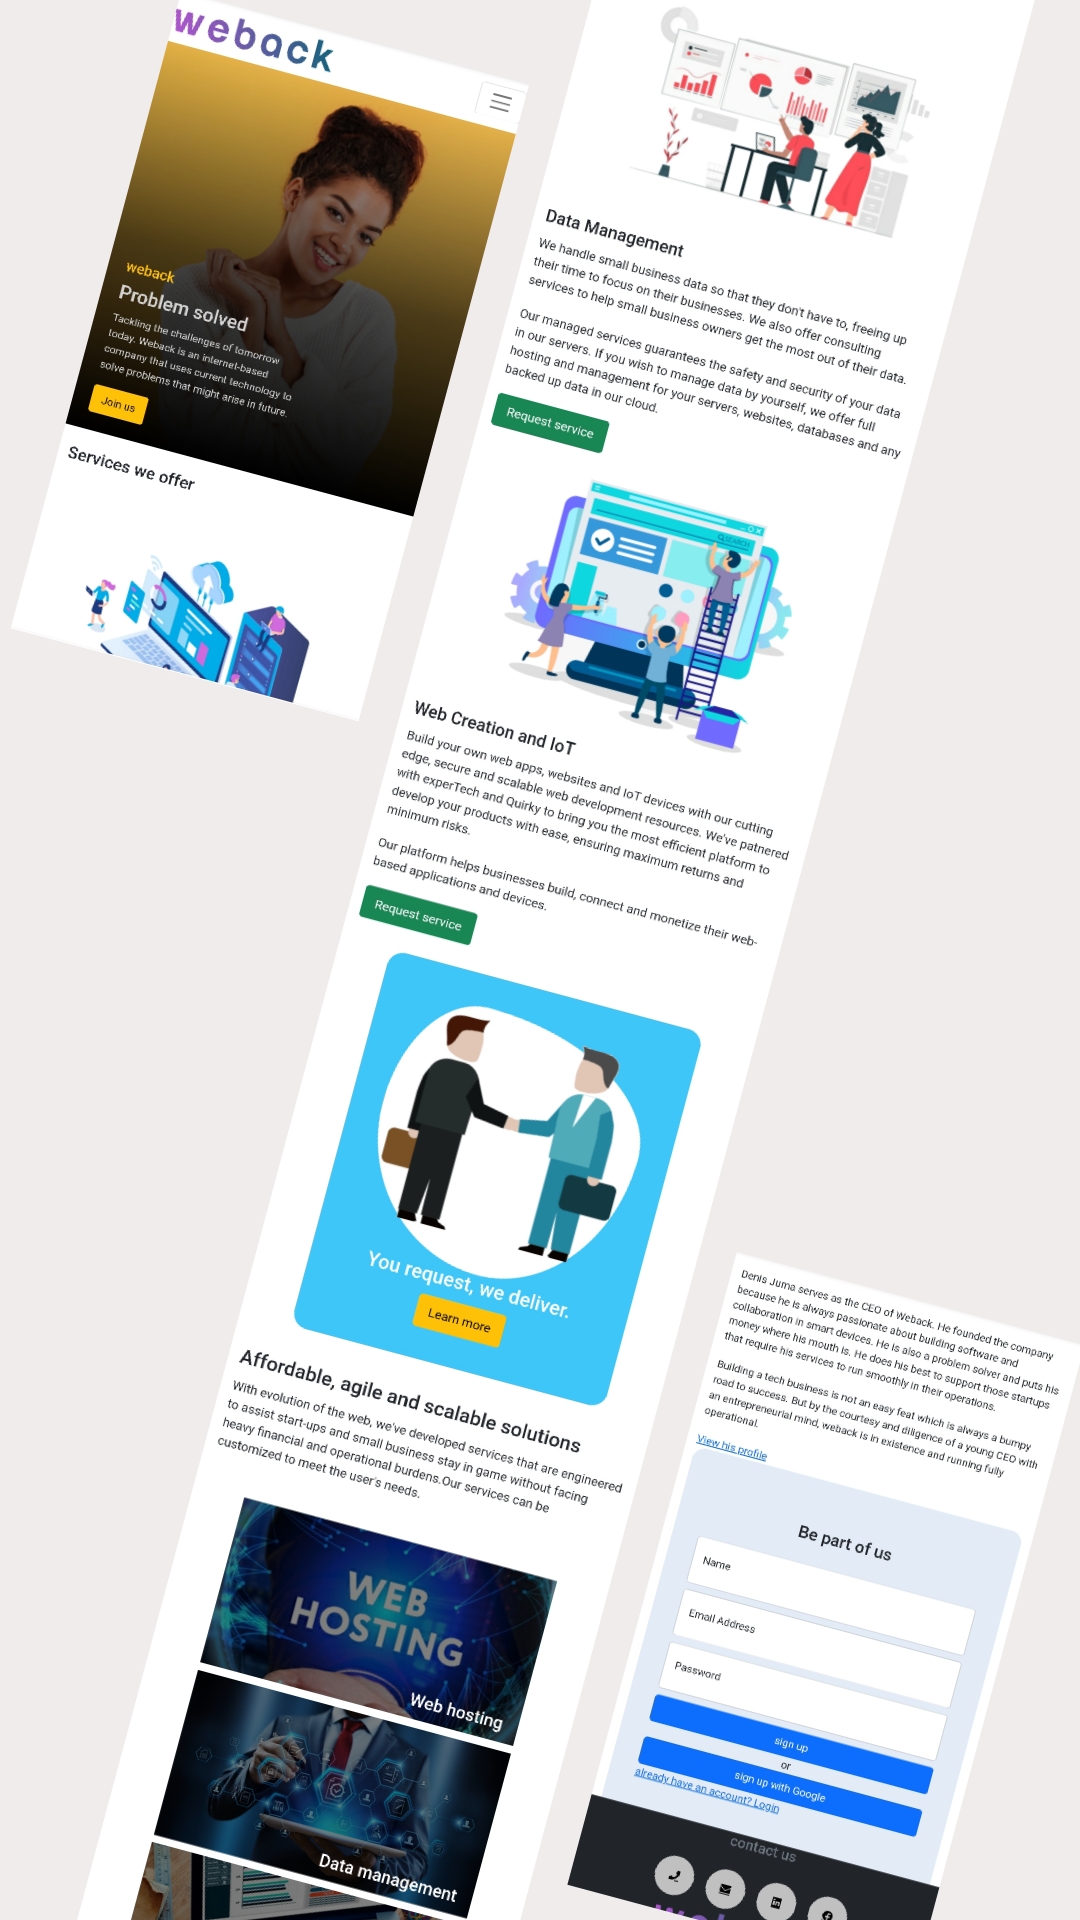 weback
weback
Problem solved
Tackling the challenges of tomorrow
today. Weback is an internet-based
company that uses current technology to
solve problems that might arise in future.
Join us
Services we offer
Data Management
We handle small business data so that they don't have to, freeing up
their time to focus on their businesses. We also offer consulting
services to help small business owners get the most out of their data.
Our managed services guarantees the safety and security of your data
in our servers. If you wish to manage data by yourself, we offer full
hosting and management for your servers, websites, databases and any
backed up data in our cloud.
Request service
SEARCH
Web Creation and IoT
Build your own web apps, websites and IoT devices with our cutting
edge, secure and scalable web development resources. We've patnered
with experTech and Quirky to bring you the most efficient platform to
develop your products with ease, ensuring maximum returns and
minimum risks.
Our platform helps businesses build, connect and monetize their web-
based applications and devices.
Request service
You request, we deliver.
Learn more
Affordable, agile and scalable solutions
With evolution of the web, we've developed services that are engineered
to assist start-ups and small business stay in game without facing
heavy financial and operational burdens.Our services can be
customized to meet the user's needs.
WEB
HOSTING
Web hosting
Data management
Denis Juma serves as the CEO of Weback. He founded the company
because he is always passionate about building software and
collaboration in smart devices. He is also a problem solver and puts his
money where his mouth is. He does his best to support those startups
that require his services to run smoothly in their operations.
Building a tech business is not an easy feat which is always a bumpy
road to success. But by the courtesy and diligence of a young CEO with
an entrepreneurial mind, weback is in existence and running fully
operational.
View his profile
Be part of us
Name
Email Address
Password
sign up
or
sign up with Google
already have an account? Login
contact us